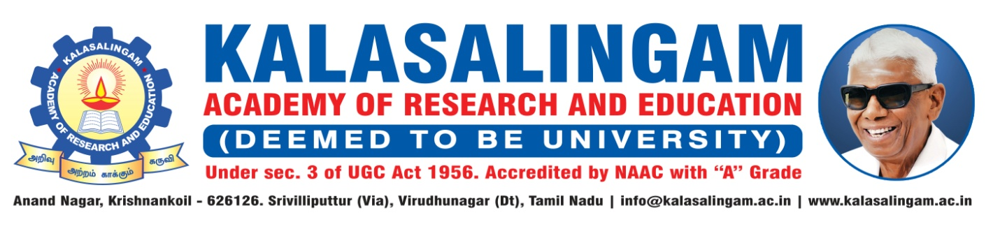 KALASALINGAM
ACADEMY OF RESEARCH AND EDUCATION
அறிவு அற்றம் காக்கும் கருவி
KALASALINGAM
ACADEMY OF RESEARCH AND EDUCATION
(DEEMED TO BE UNIVERSITY)
Under sec. 3 of UGC Act 1956. Accredited by NAAC with “A” Grade
Anand Nagar, Krishnankoil - 626126. Srivilliputtur (Via), Virudhunagar (Dt), Tamil Nadu | info@kalasalingam.ac.in | www.kalasalingam.ac.in